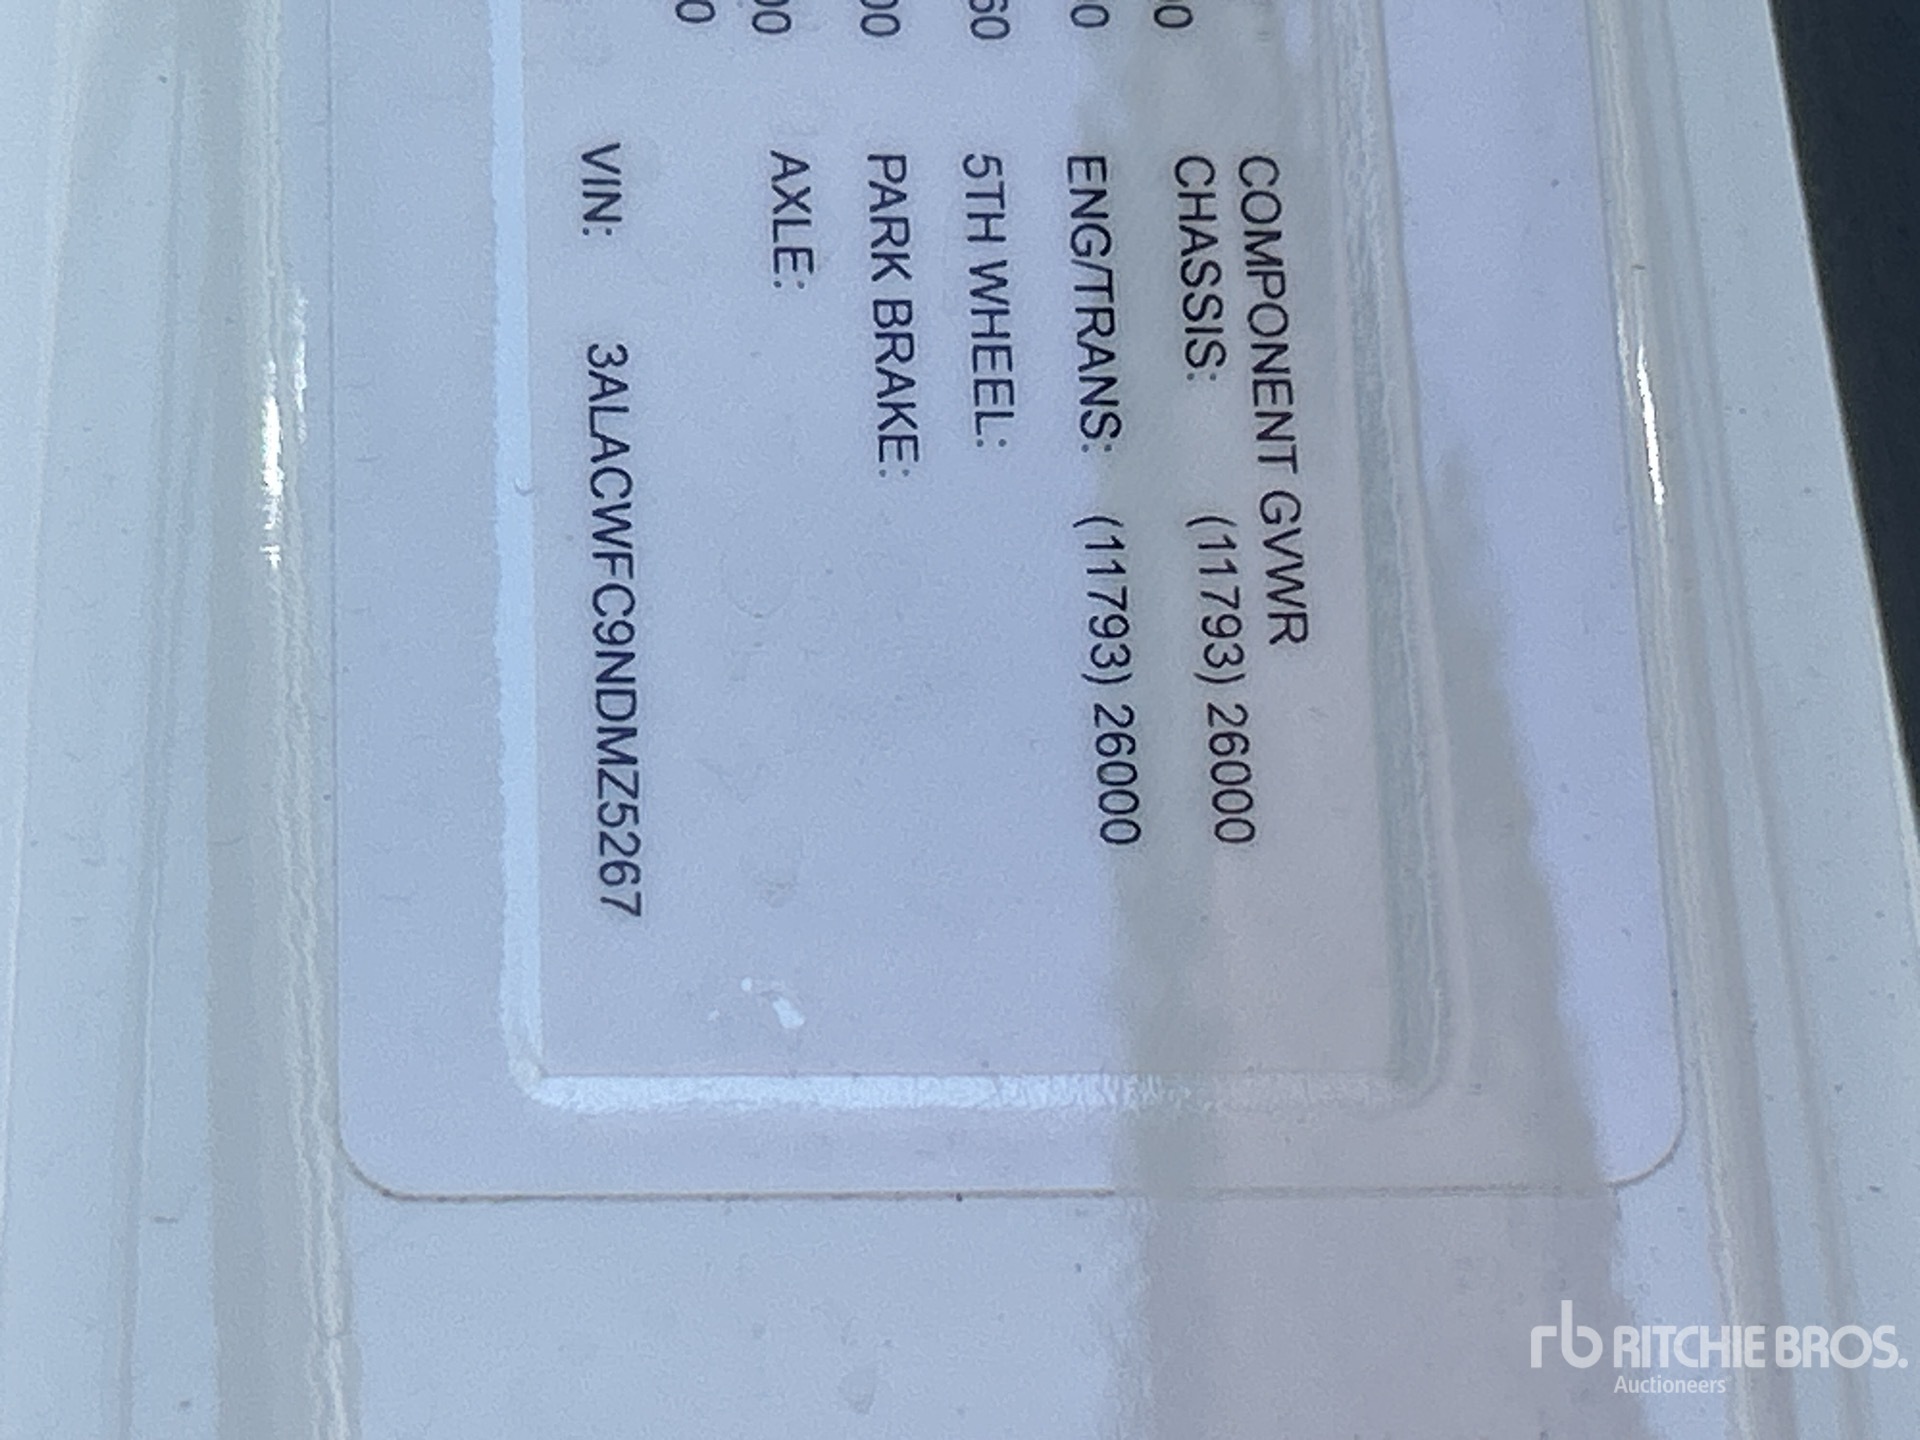 COMPONENT GVWR
CHASSIS: (11793) 26000
ENG/TRANS: (11793) 26000
5TH WHEEL:
PARK BRAKE:
AXLE:
VIN: 3ALACWFC9NDMZ5267
rb RITCHIE BROS.
Auctioneers